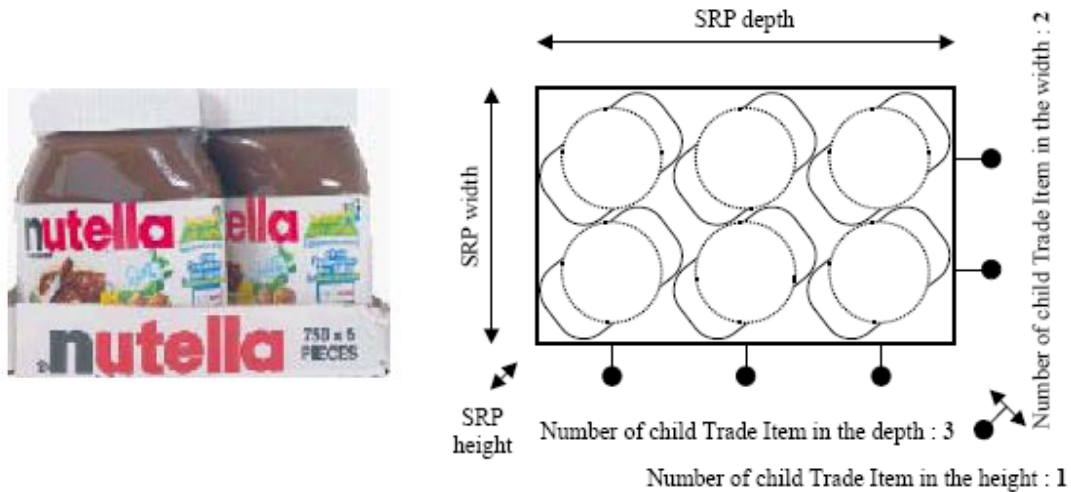 SRP depth
Number of child Trade Item in the width : 2
SRP width
nutella
ella
nutella
750 x 6
PIECES
SRP
height
Number of child Trade Item in the depth : 3
Number of child Trade Item in the height : 1